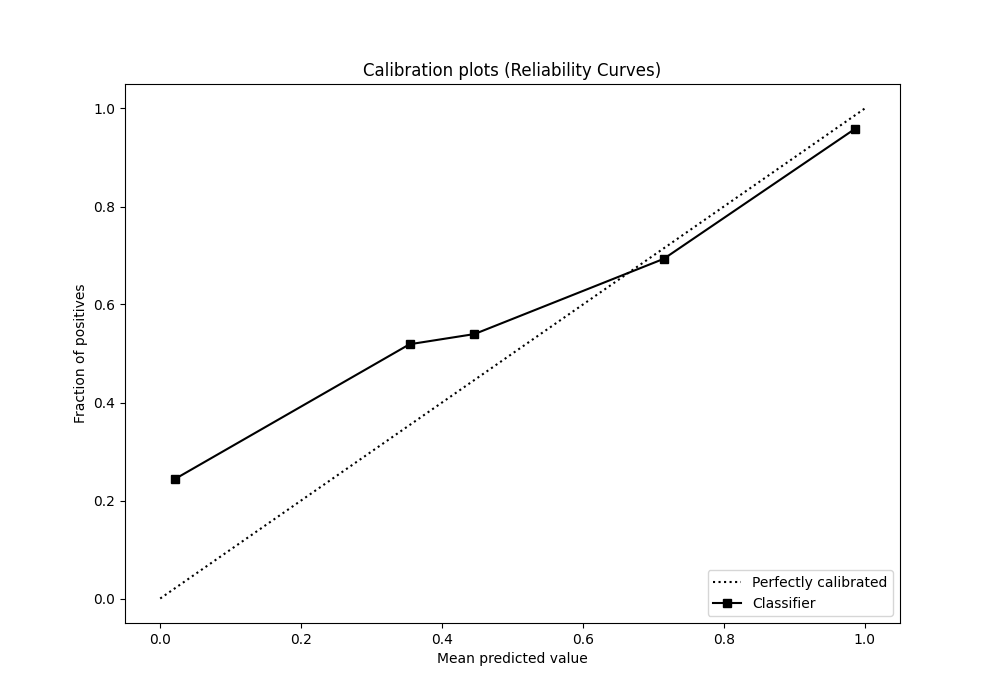 Calibration plots (Reliability Curves)
1.0
0.8
0.6
0.4
0.2
0.0
Fraction of positives
0.0 0.2 0.4 0.6 0.8 1.0
Mean predicted value
Perfectly calibrated
Classifier